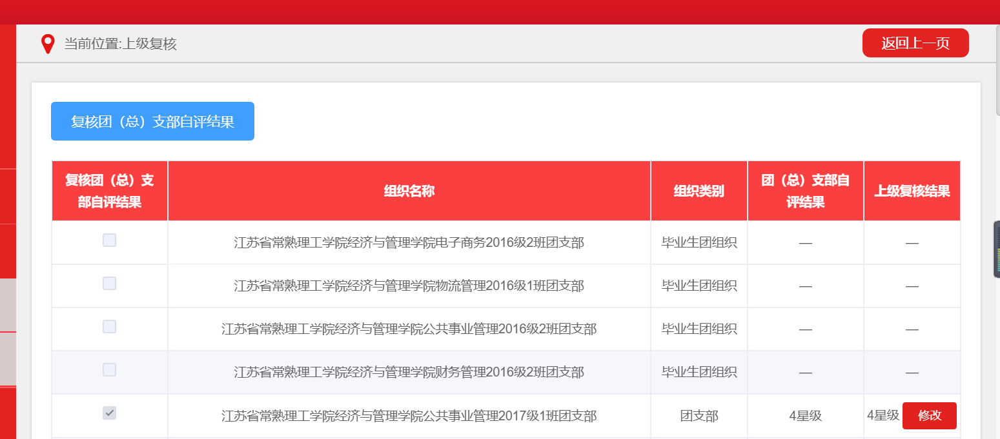 当前位置:上级复核
返回上一页
复核团（总）支部自评结果
复核团（总）支
部自评结果
组织名称
组织类别
团（总）支部自
评结果
上级复核结果
江苏省常熟理工学院经济与管理学院电子商务2016级2班团支部
毕业生团组织
—
—
江苏省常熟理工学院经济与管理学院物流管理2016级1班团支部
毕业生团组织
—
—
江苏省常熟理工学院经济与管理学院公共事业管理2016级2班团支部
毕业生团组织
—
—
江苏省常熟理工学院经济与管理学院财务管理2016级2班团支部
毕业生团组织
—
—
江苏省常熟理工学院经济与管理学院公共事业管理2017级1班团支部
团支部
4星级
4星级
修改